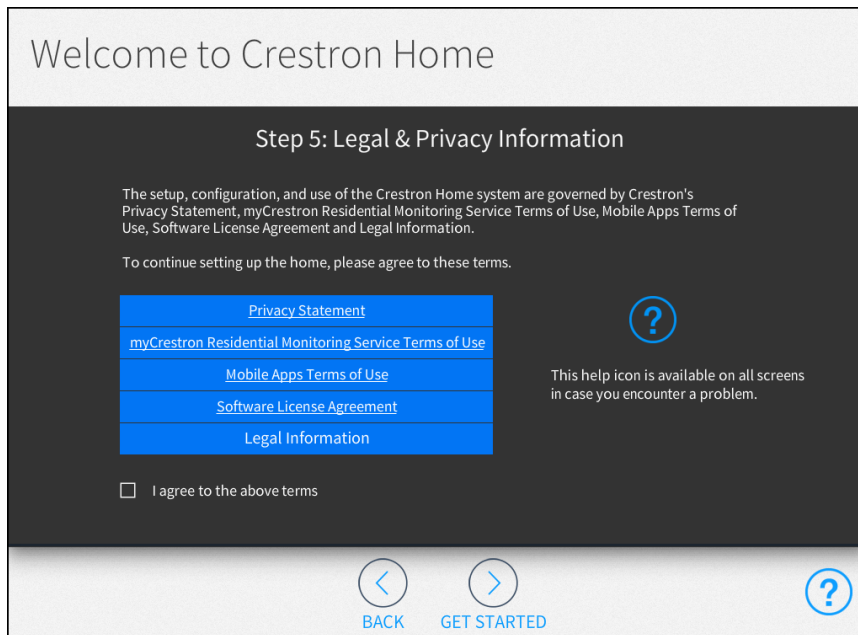 Welcome to Crestron Home
Step 5: Legal & Privacy Information
The setup, configuration, and use of the Crestron Home system are governed by Crestron's
Privacy Statement, myCrestron Residential Monitoring Service Terms of Use, Mobile Apps Terms of
Use, Software License Agreement and Legal Information.
To continue setting up the home, please agree to these terms.
Privacy Statement
myCrestron Residential Monitoring Service Terms of Use
Mobile Apps Terms of Use
Software License Agreement
Legal Information
?
This help icon is available on all screens
in case you encounter a problem.
I agree to the above terms
BACK
GET STARTED
?